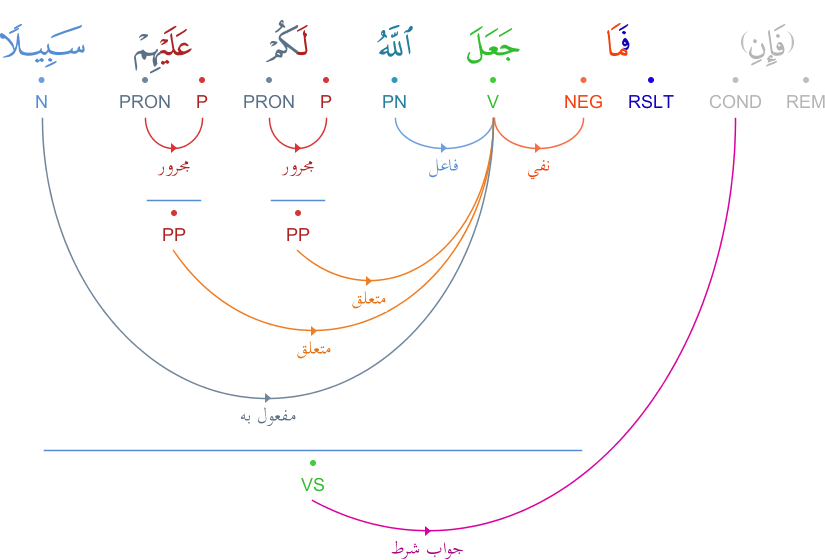 (فَإِنِ) فَمَا جَعَلَ ٱللَّهُ لَكُمْ عَلَيْهِمْ سَبِيلًا
REM COND RSLT NEG V PN P PRON P PRON N
نفي فاعل مجرور مجرور
PP PP
متعلق
متعلق
مفعول به
VS
جواب شرط